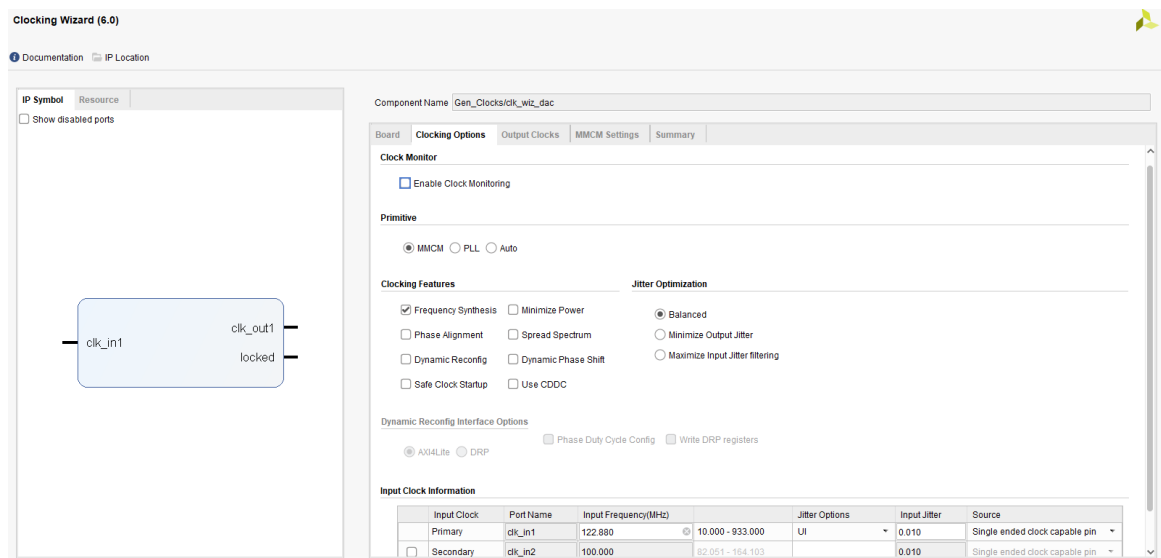 Clocking Wizard (6.0)
Documentation IP Location
IP Symbol Resource
Show disabled ports
clk_in1
clk_out1
locked
Component Name Gen_Clocks/clk_wiz_dac
Board Clocking Options Output Clocks MMCM Settings Summary
Clock Monitor
Enable Clock Monitoring
Primitive
MMCM PLL Auto
Clocking Features Jitter Optimization
Frequency Synthesis Minimize Power Balanced
Phase Alignment Spread Spectrum Minimize Output Jitter
Dynamic Reconfig Dynamic Phase Shift Maximize Input Jitter filtering
Safe Clock Startup Use CDDC
Dynamic Reconfig Interface Options
Phase Duty Cycle Config Write DRP registers
AXI4Lite DRP
Input Clock Information
Input Clock Port Name Input Frequency(MHz) Jitter Options Input Jitter Source
Primary clk_in1 122.880 10.000 - 933.000 UI 0.010 Single ended clock capable pin
Secondary clk_in2 100.000 82.051 - 164.103 0.010 Single ended clock capable pin